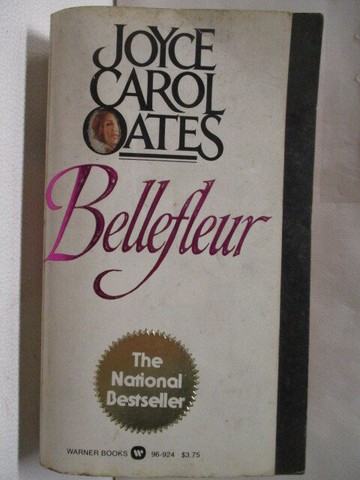 JOYCE
CAROL
OATES
Bellefleur
The
National
Bestseller
WARNER BOOKS W 96-924 $3.75